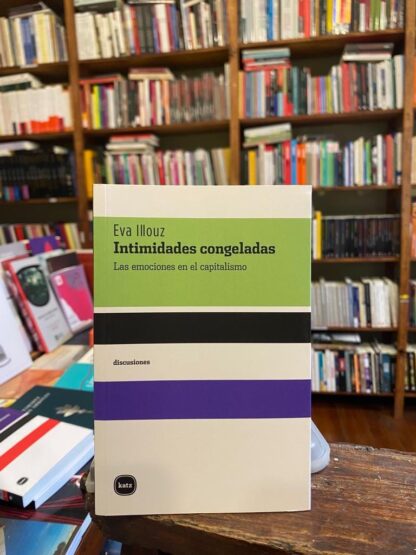 Eva Illouz
Intimidades congeladas
Las emociones en el capitalismo
discusiones
katz